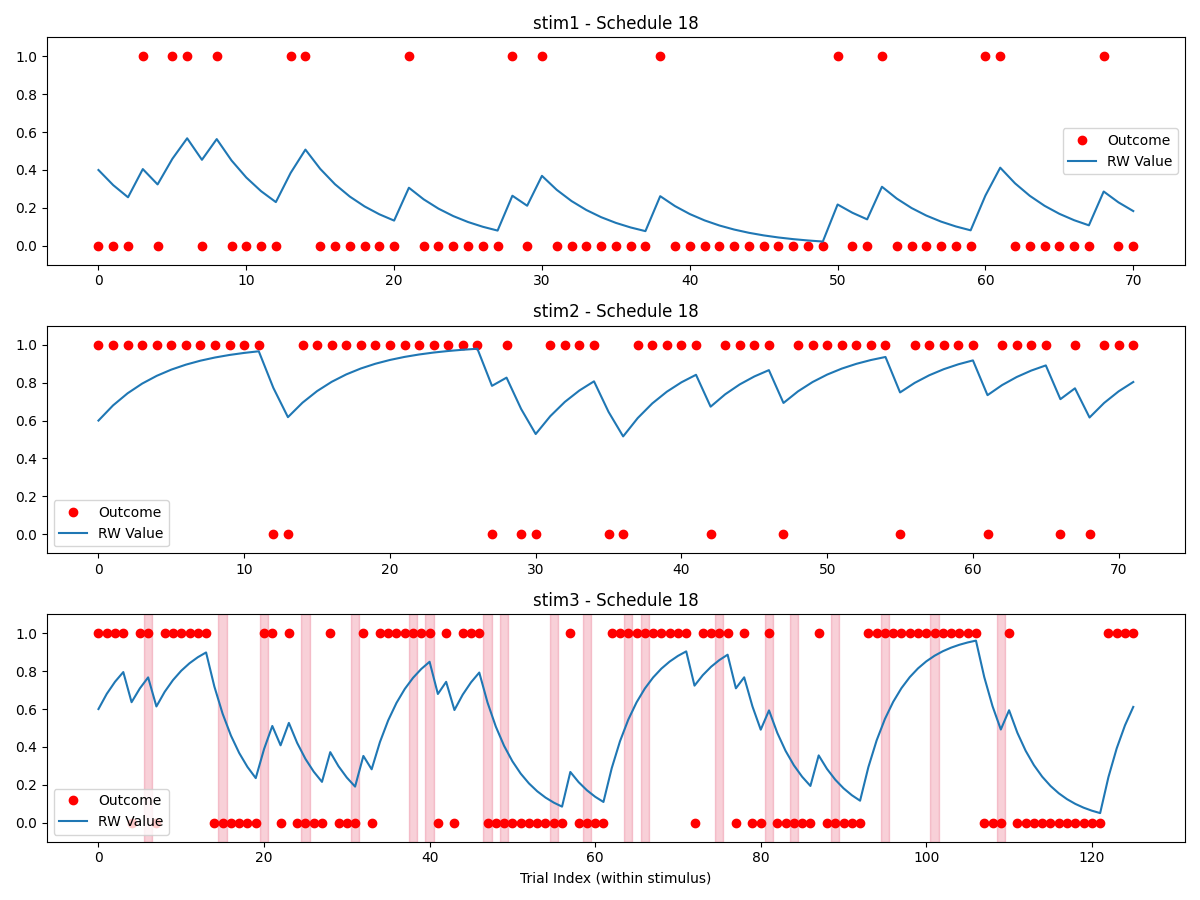 stim1 - Schedule 18
1.0
0.8
0.6
0.4
0.2
0.0
Outcome
RW Value
0 10 20 30 40 50 60 70
stim2 - Schedule 18
1.0
0.8
0.6
0.4
0.2
0.0
Outcome
RW Value
0 10 20 30 40 50 60 70
stim3 - Schedule 18
1.0
0.8
0.6
0.4
0.2
0.0
Outcome
RW Value
0 20 40 60 80 100 120
Trial Index (within stimulus)